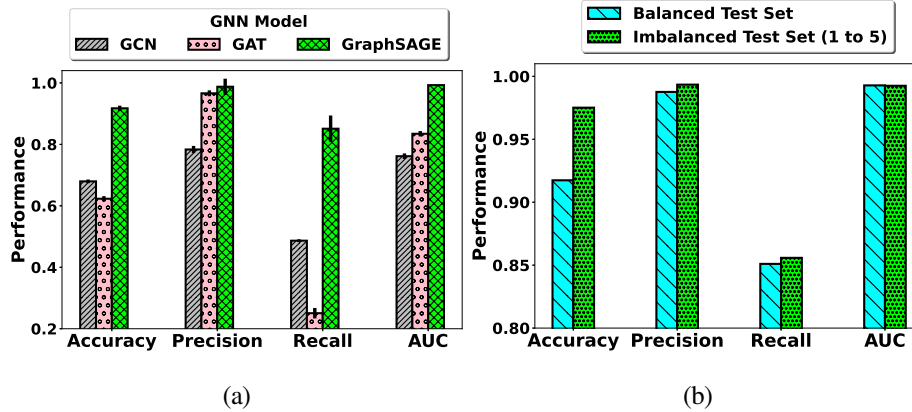 GNN Model
GCN GAT GraphSAGE
1.0
0.8
0.6
0.4
0.2
Performance
Accuracy Precision Recall AUC
(a)
Balanced Test Set
Imbalanced Test Set (1 to 5)
1.00
0.95
0.90
0.85
0.80
Performance
Accuracy Precision Recall AUC
(b)